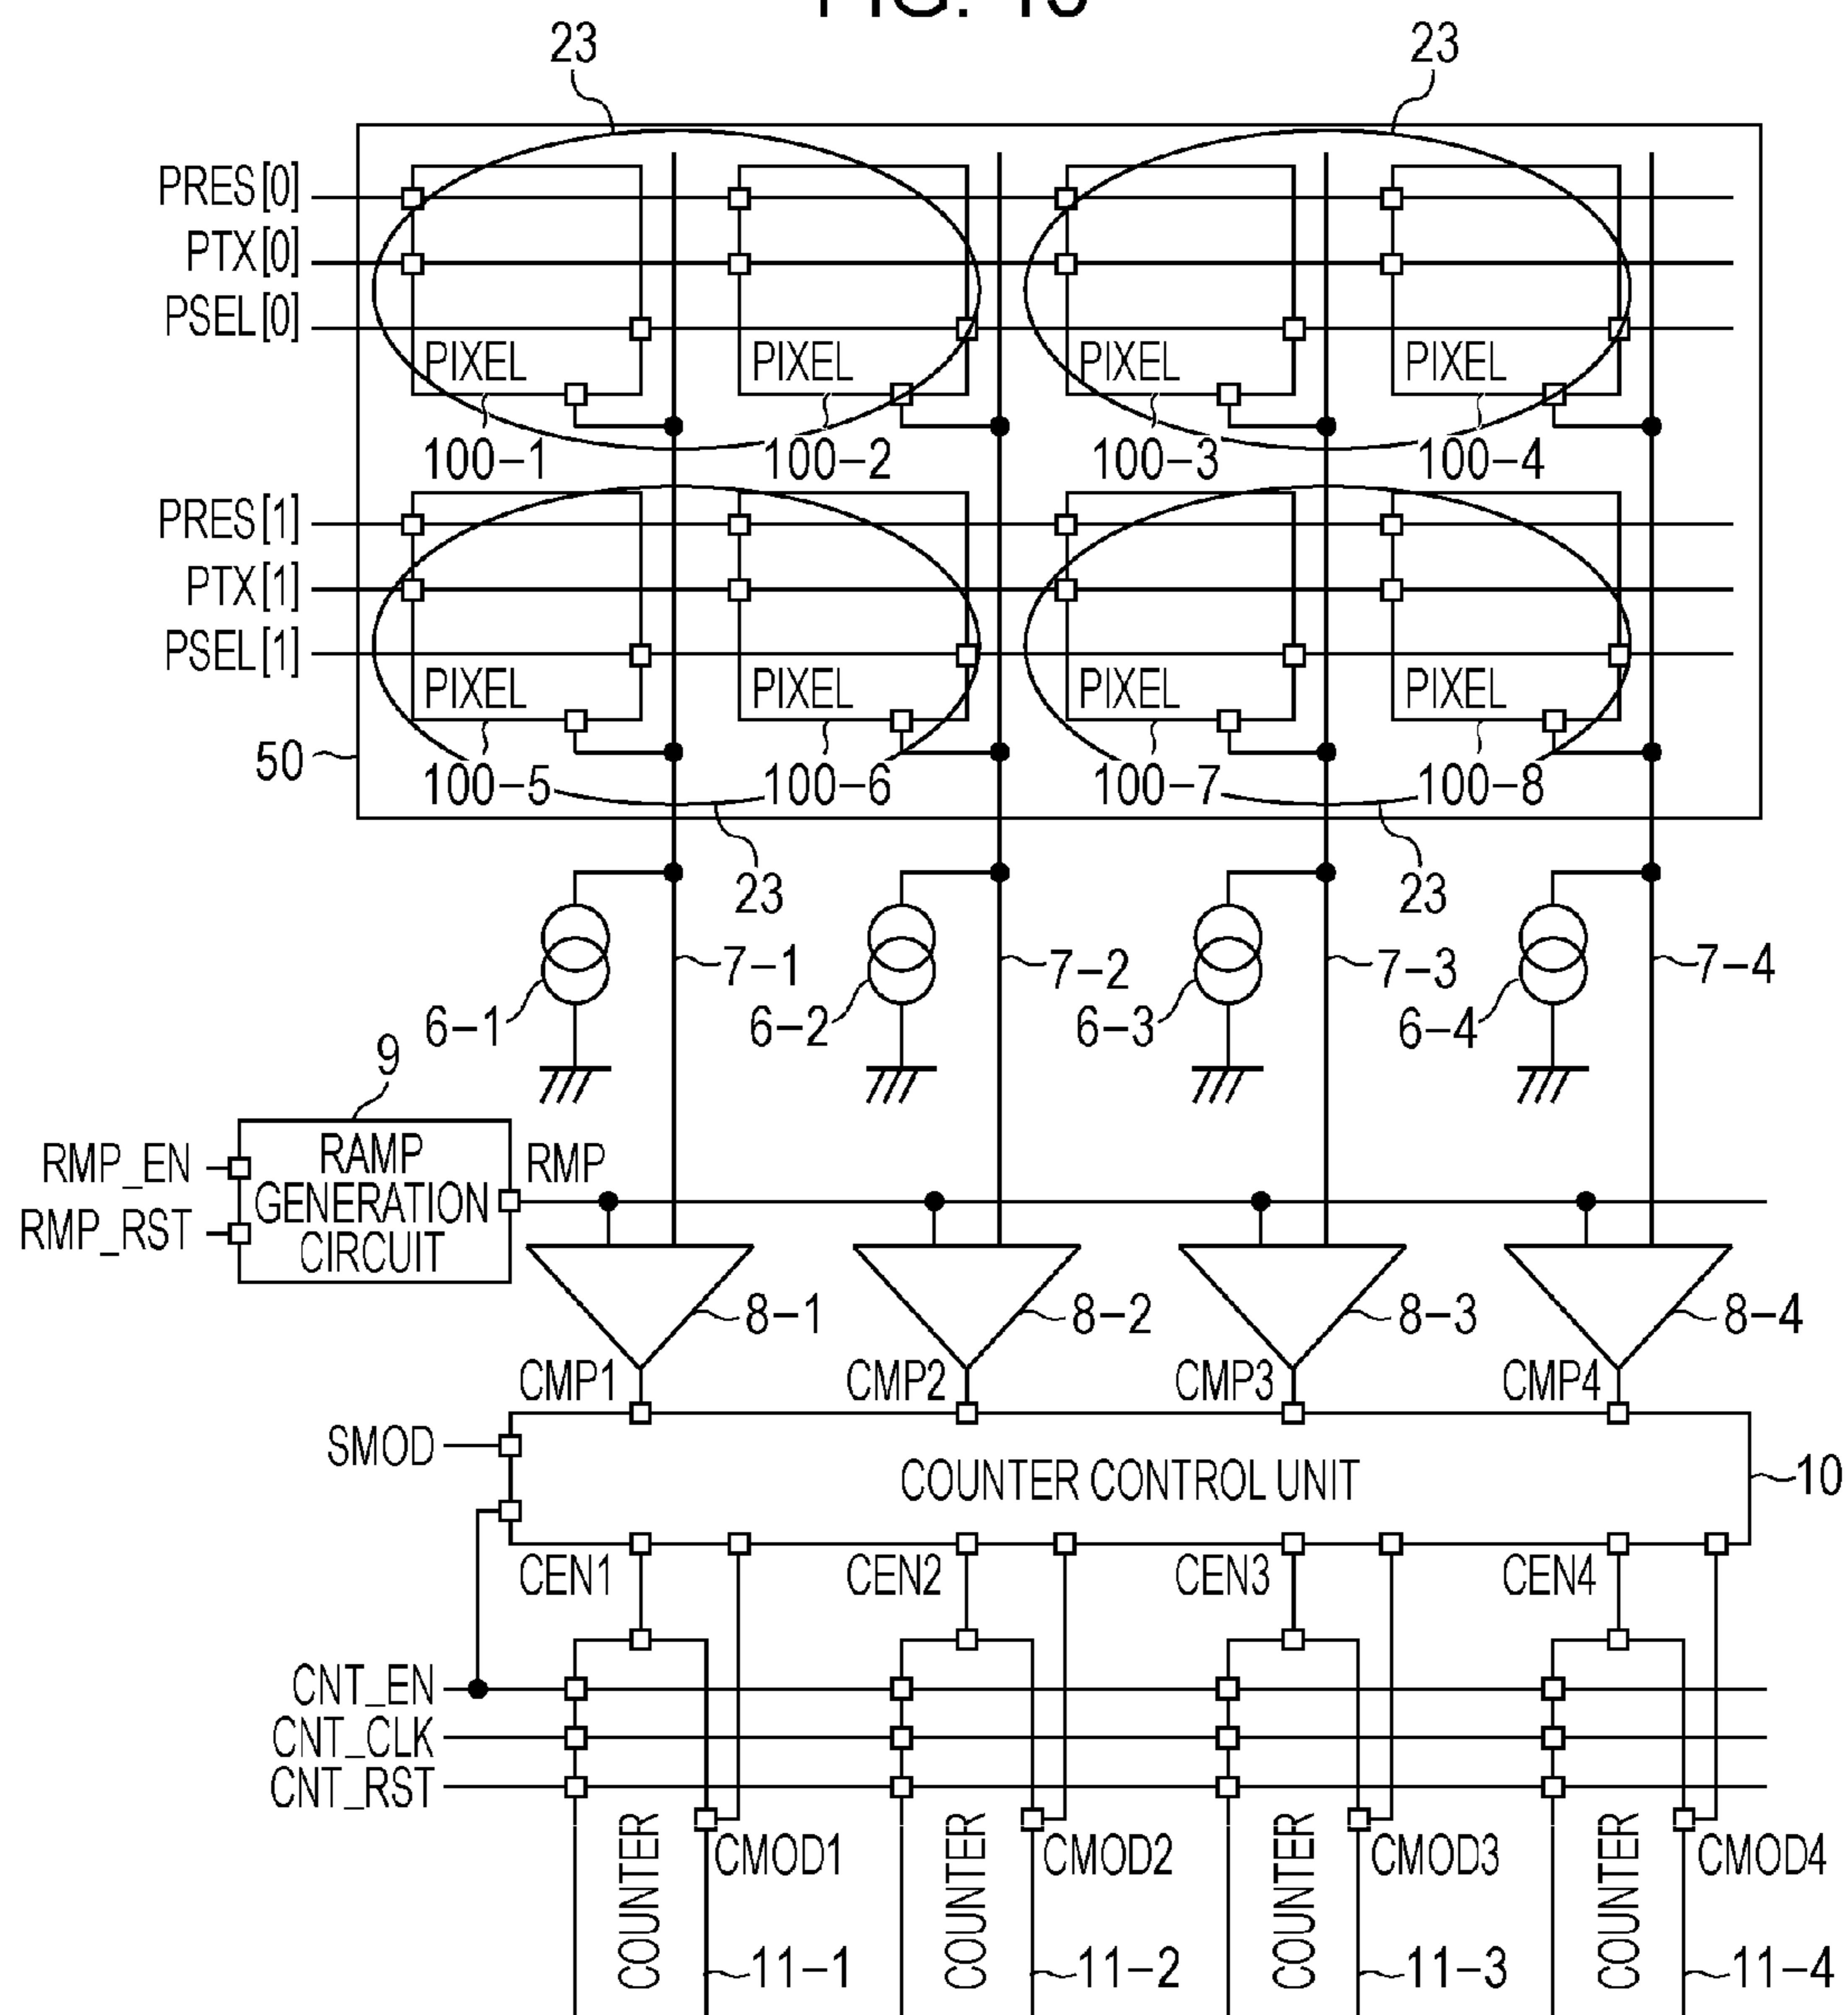 23 23
PRES[0]
PTX[0]
PSEL[0]
PIXEL PIXEL PIXEL PIXEL
100-1 100-2 100-3 100-4
PRES[1]
PTX[1]
PSEL[1]
PIXEL PIXEL PIXEL PIXEL
50
100-5 100-6 100-7 100-8
23 23
7-1 7-2 7-3 7-4
6-1 6-2 6-3 6-4
9
RMP_EN
RMP_RST
RAMP
GENERATION
CIRCUIT
RMP
8-1 8-2 8-3 8-4
CMP1 CMP2 CMP3 CMP4
SMOD
COUNTER CONTROL UNIT
10
CEN1 CEN2 CEN3 CEN4
CNT_EN
CNT_CLK
CNT_RST
COUNTER COUNTER COUNTER COUNTER
CMOD1 CMOD2 CMOD3 CMOD4
11-1 11-2 11-3 11-4